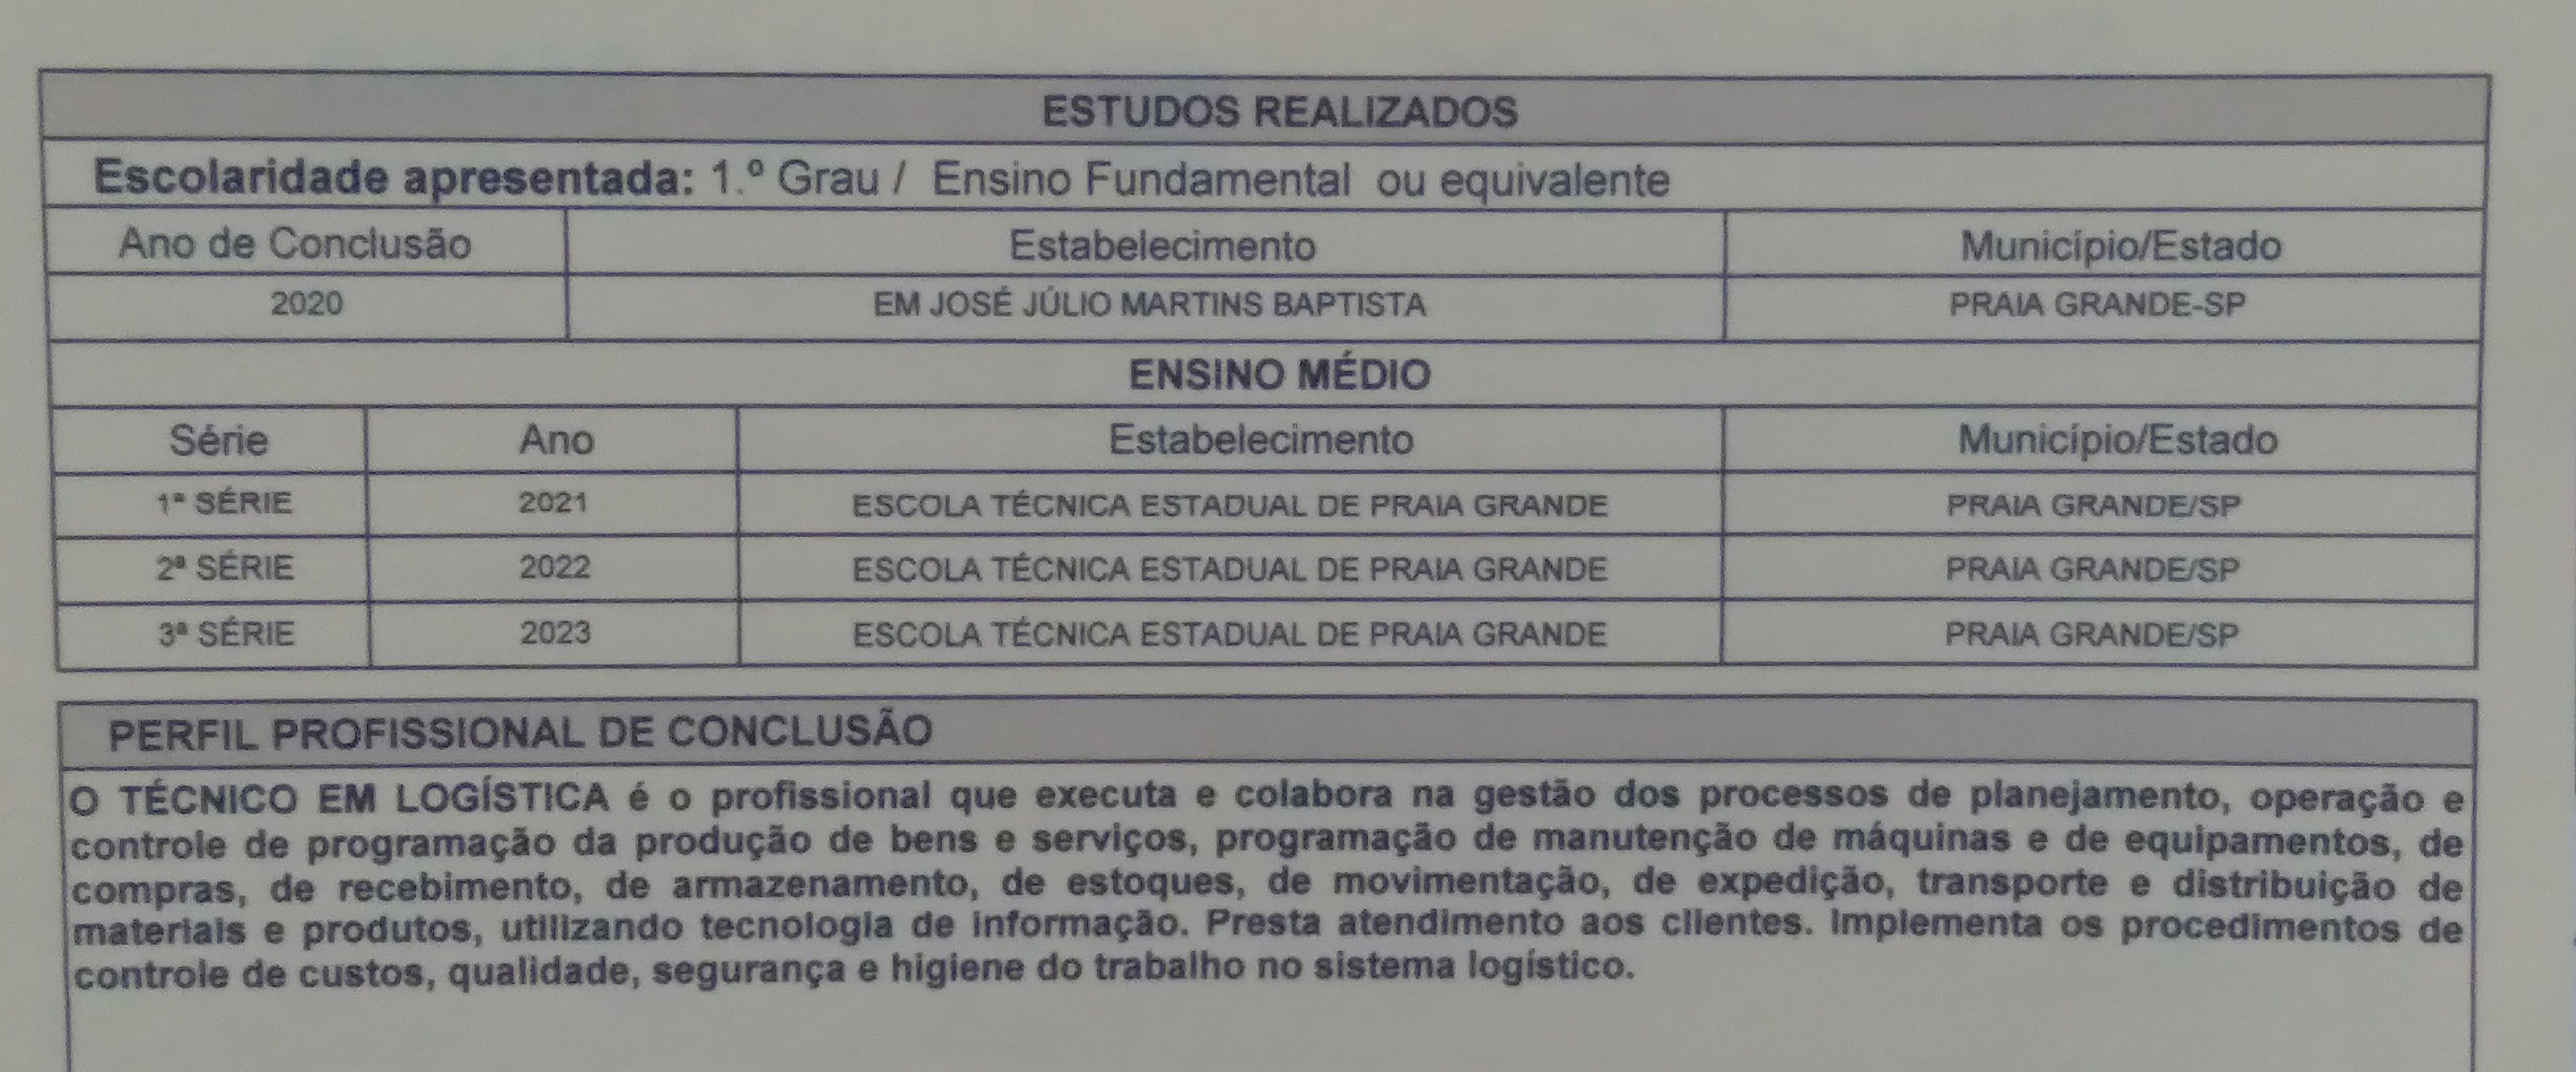 ESTUDOS REALIZADOS
Escolaridade apresentada: 1.º Grau / Ensino Fundamental ou equivalente
Ano de Conclusão Estabelecimento Município/Estado
2020 EM JOSÉ JÚLIO MARTINS BAPTISTA PRAIA GRANDE-SP
ENSINO MÉDIO
Série Ano Estabelecimento Município/Estado
1ª SÉRIE 2021 ESCOLA TÉCNICA ESTADUAL DE PRAIA GRANDE PRAIA GRANDE/SP
2ª SÉRIE 2022 ESCOLA TÉCNICA ESTADUAL DE PRAIA GRANDE PRAIA GRANDE/SP
3ª SÉRIE 2023 ESCOLA TÉCNICA ESTADUAL DE PRAIA GRANDE PRAIA GRANDE/SP
PERFIL PROFISSIONAL DE CONCLUSÃO
O TÉCNICO EM LOGÍSTICA é o profissional que executa e colabora na gestão dos processos de planejamento, operação e
controle de programação da produção de bens e serviços, programação de manutenção de máquinas e de equipamentos, de
compras, de recebimento, de armazenamento, de estoques, de movimentação, de expedição, transporte e distribuição de
materiais e produtos, utilizando tecnologia de informação. Presta atendimento aos clientes. Implementa os procedimentos de
controle de custos, qualidade, segurança e higiene do trabalho no sistema logístico.